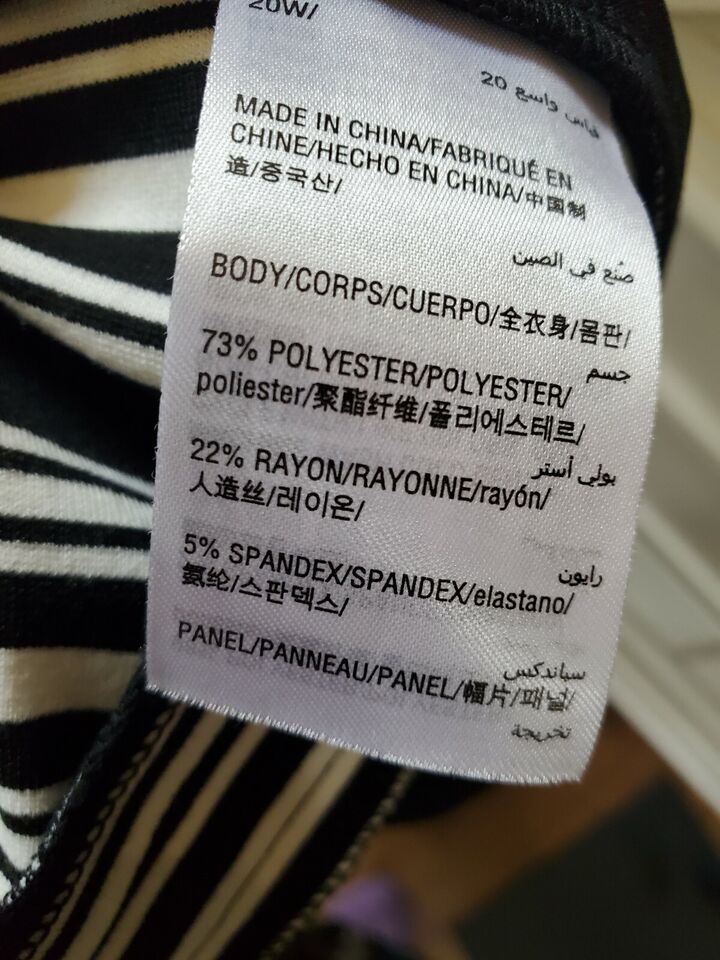 20W/
قياس واسع 20
MADE IN CHINA/FABRIQUÉ EN
CHINE/HECHO EN CHINA/中国制
造/중국산/
صُنع في الصين
BODY/CORPS/CUERPO/全衣身/몸판/
جسم
73% POLYESTER/POLYESTER/
poliester/聚酯纤维/폴리에스테르/
بولي أستر
22% RAYON/RAYONNE/rayón/
人造丝/레이온/
رايون
5% SPANDEX/SPANDEX/elastano/
氨纶/스판덱스/
سباندكس
PANEL/PANNEAU/PANEL/幅片/패널/
تخريجة